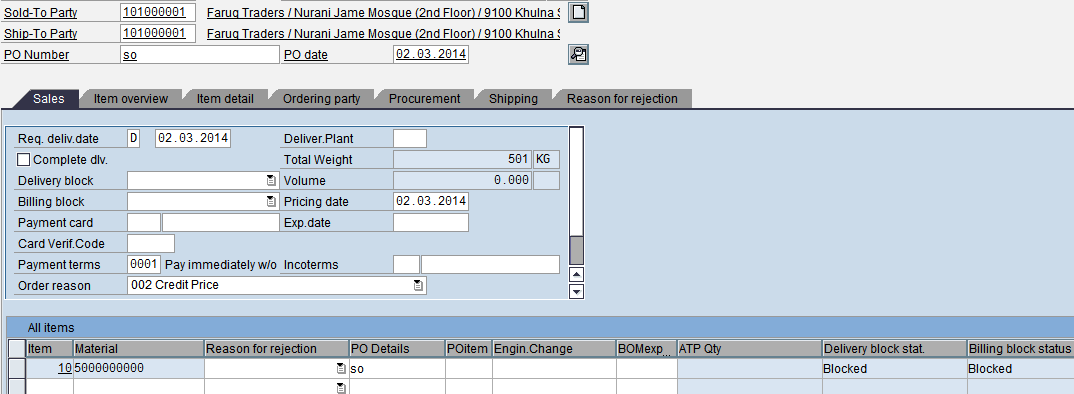 Sold-To Party 101000001 Faruq Traders / Nurani Jame Mosque (2nd Floor) / 9100 Khulna S
Ship-To Party 101000001 Faruq Traders / Nurani Jame Mosque (2nd Floor) / 9100 Khulna S
PO Number so PO date 02.03.2014
Sales Item overview Item detail Ordering party Procurement Shipping Reason for rejection
Req. deliv.date D 02.03.2014 Deliver.Plant
Complete dlv. Total Weight 501 KG
Delivery block Volume 0.000
Billing block Pricing date 02.03.2014
Payment card Exp.date
Card Verif.Code
Payment terms 0001 Pay immediately w/o Incoterms
Order reason 002 Credit Price
All items
Item Material Reason for rejection PO Details POitem Engin.Change BOMexp... ATP Qty Delivery block stat. Billing block status
10 5000000000 so Blocked Blocked